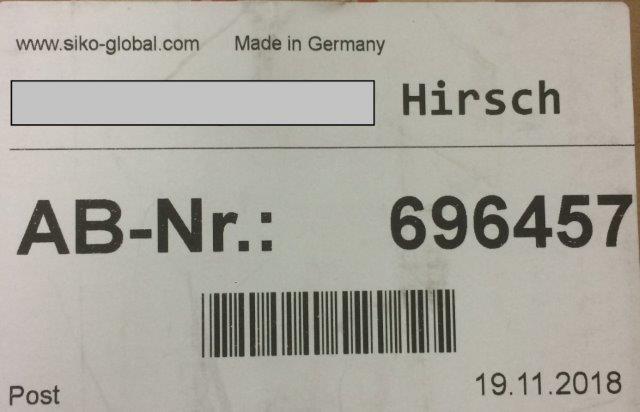 www.siko-global.com Made in Germany
Hirsch
AB-Nr.: 696457
Post 19.11.2018